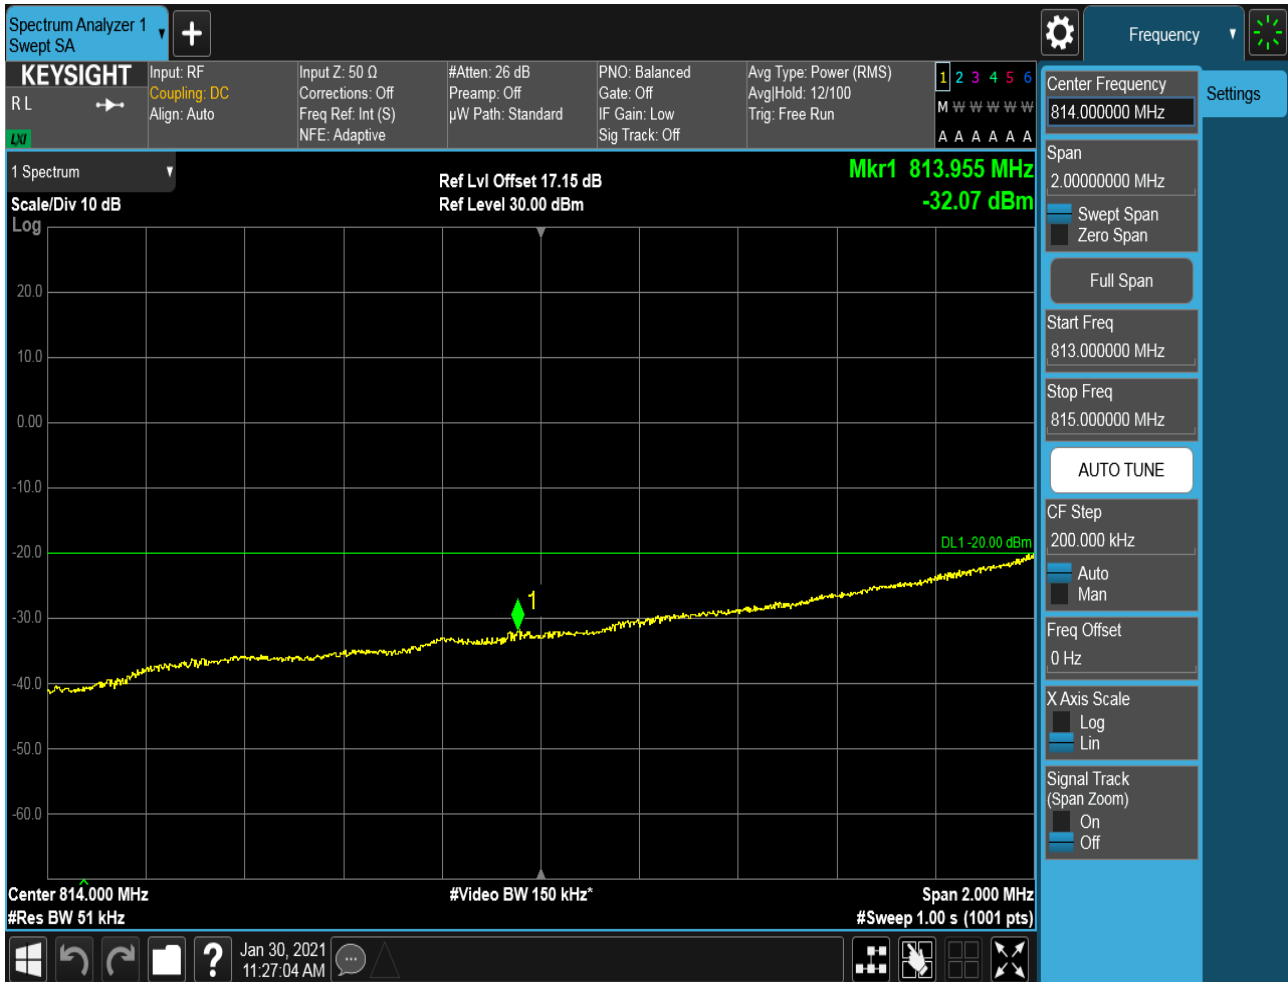 Spectrum Analyzer 1
Swept SA
+
Frequency
KEYSIGHT
R L
LXI
Input: RF
Coupling: DC
Align: Auto
Input Z: 50 Ω
Corrections: Off
Freq Ref: Int (S)
NFE: Adaptive
#Atten: 26 dB
Preamp: Off
µW Path: Standard
PNO: Balanced
Gate: Off
IF Gain: Low
Sig Track: Off
Avg Type: Power (RMS)
Avg|Hold: 12/100
Trig: Free Run
1 2 3 4 5 6
M W W W W W
A A A A A A
1 Spectrum
Scale/Div 10 dB
Log
Ref Lvl Offset 17.15 dB
Ref Level 30.00 dBm
Mkr1 813.955 MHz
-32.07 dBm
20.0
10.0
0.00
-10.0
-20.0
-30.0
-40.0
-50.0
-60.0
DL1 -20.00 dBm
1
Center 814.000 MHz
#Res BW 51 kHz
#Video BW 150 kHz*
Span 2.000 MHz
#Sweep 1.00 s (1001 pts)
Center Frequency
814.000000 MHz
Settings
Span
2.00000000 MHz
Swept Span
Zero Span
Full Span
Start Freq
813.000000 MHz
Stop Freq
815.000000 MHz
AUTO TUNE
CF Step
200.000 kHz
Auto
Man
Freq Offset
0 Hz
X Axis Scale
Log
Lin
Signal Track
(Span Zoom)
On
Off
?
Jan 30, 2021
11:27:04 AM